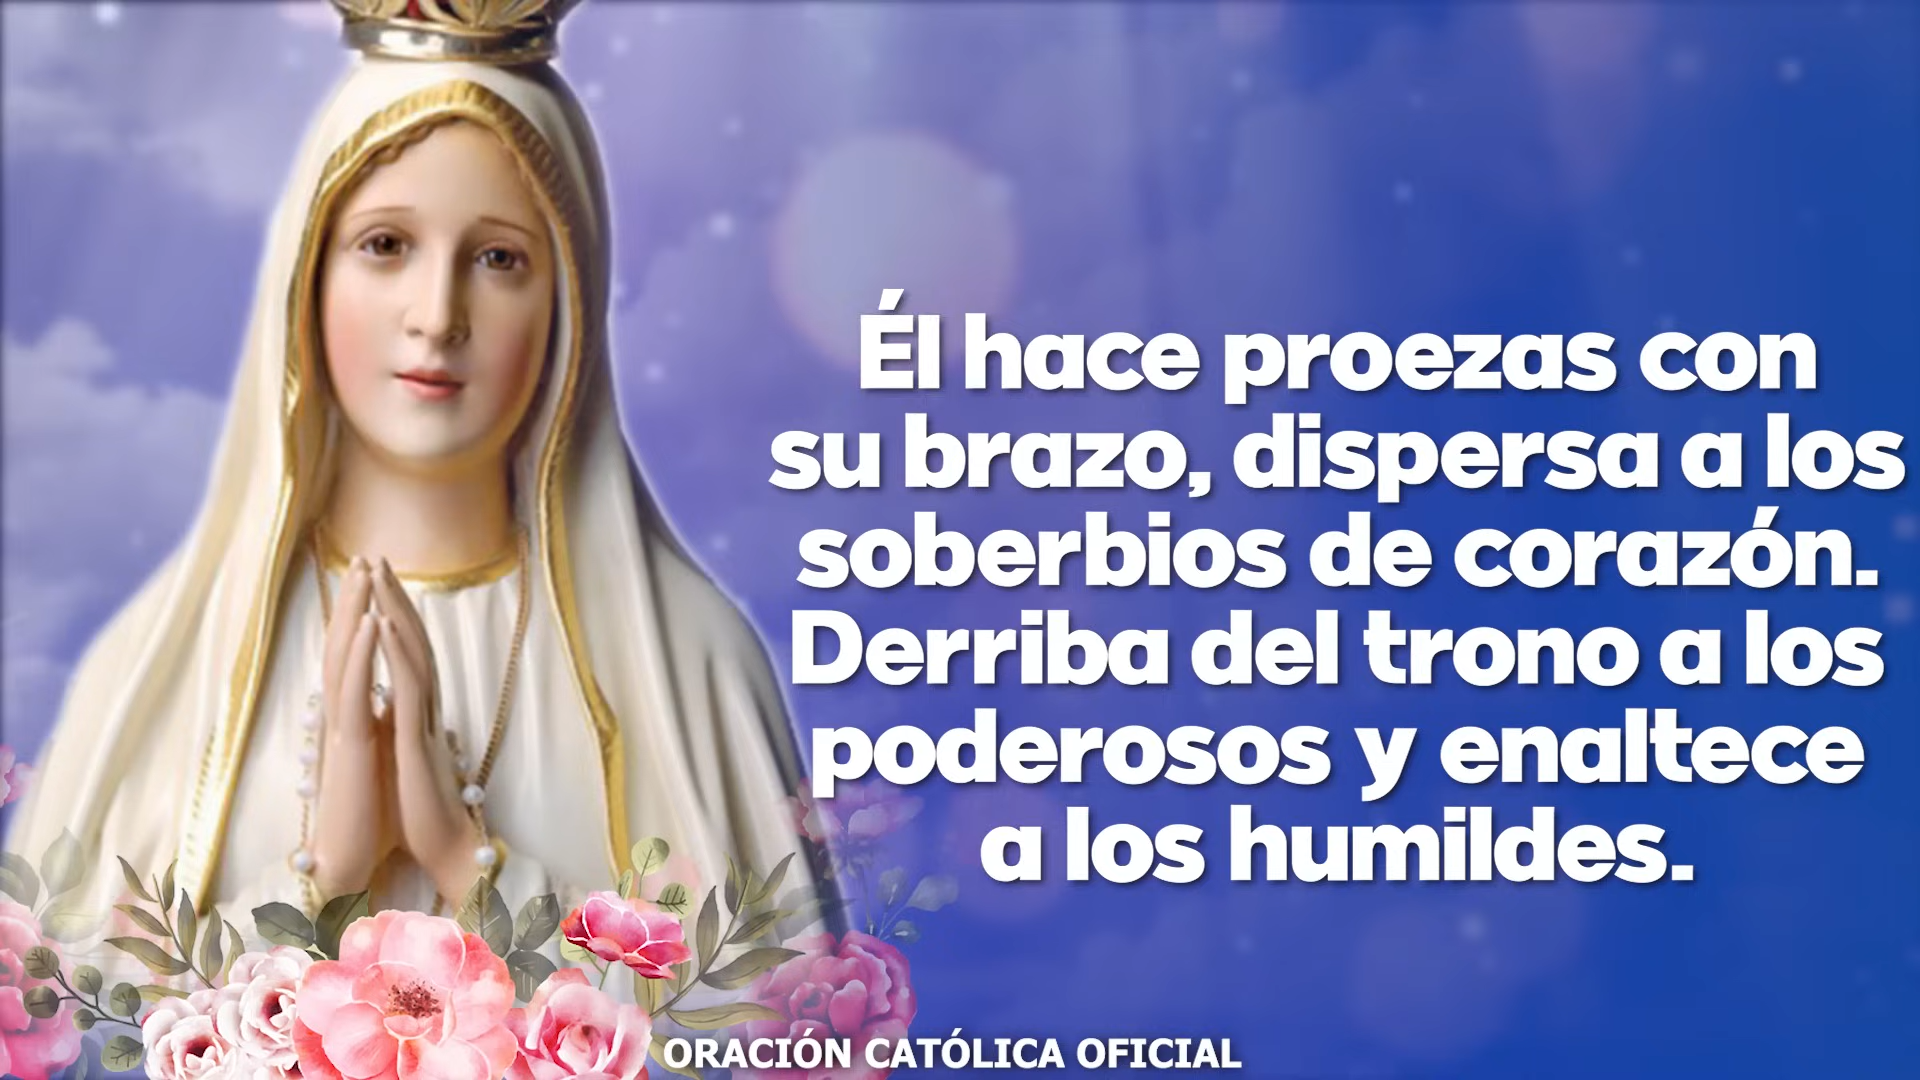 Él hace proezas con
su brazo, dispersa a los
soberbios de corazón.
Derriba del trono a los
poderosos y enaltece
a los humildes.
ORACIÓN CATÓLICA OFICIAL